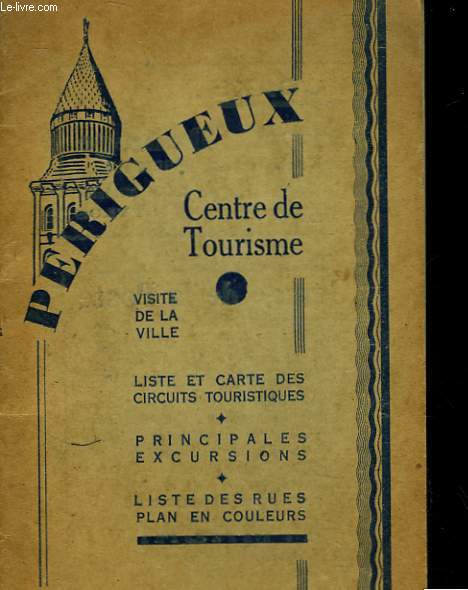 Le-livre.com
PERIGUEUX
Centre de
Tourisme
VISITE
DE LA
VILLE
LISTE ET CARTE DES
CIRCUITS TOURISTIQUES
PRINCIPALES
EXCURSIONS
LISTE DES RUES
PLAN EN COULEURS